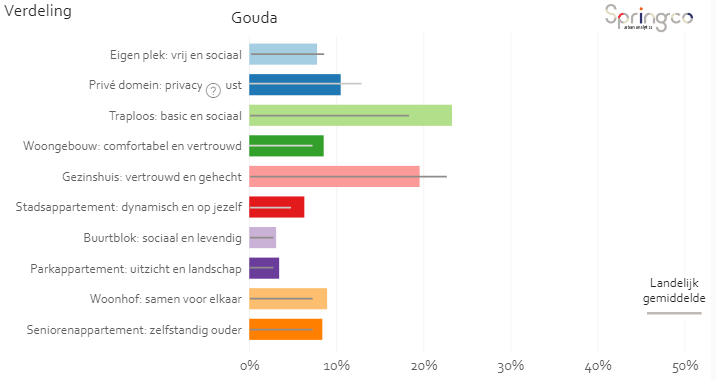 Verdeling
Gouda
Springco
urban analytics
Eigen plek: vrij en sociaal
Privé domein: privacy ? ust
Traploos: basic en sociaal
Woongebouw: comfortabel en vertrouwd
Gezinshuis: vertrouwd en gehecht
Stadsappartement: dynamisch en op jezelf
Buurtblok: sociaal en levendig
Parkappartement: uitzicht en landschap
Woonhof: samen voor elkaar
Seniorenappartement: zelfstandig ouder
Landelijk
gemiddelde
0% 10% 20% 30% 40% 50%